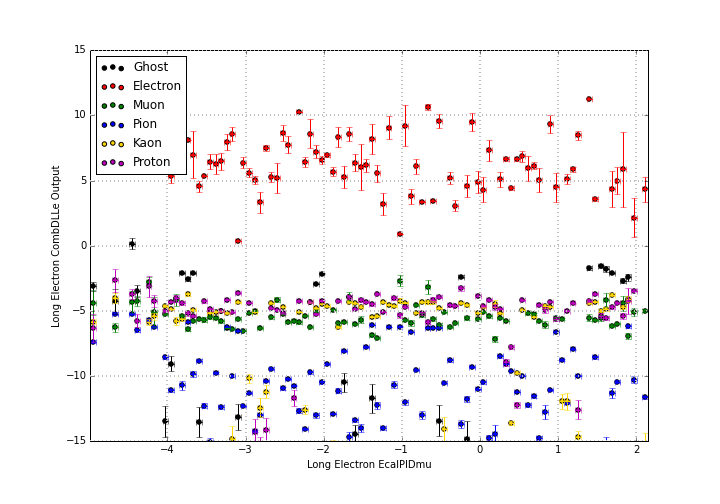 15
10
5
0
−5
−10
−15
Long Electron CombDLLe Output
Ghost
Electron
Muon
Pion
Kaon
Proton
−4 −3 −2 −1 0 1 2
Long Electron EcalPIDmu